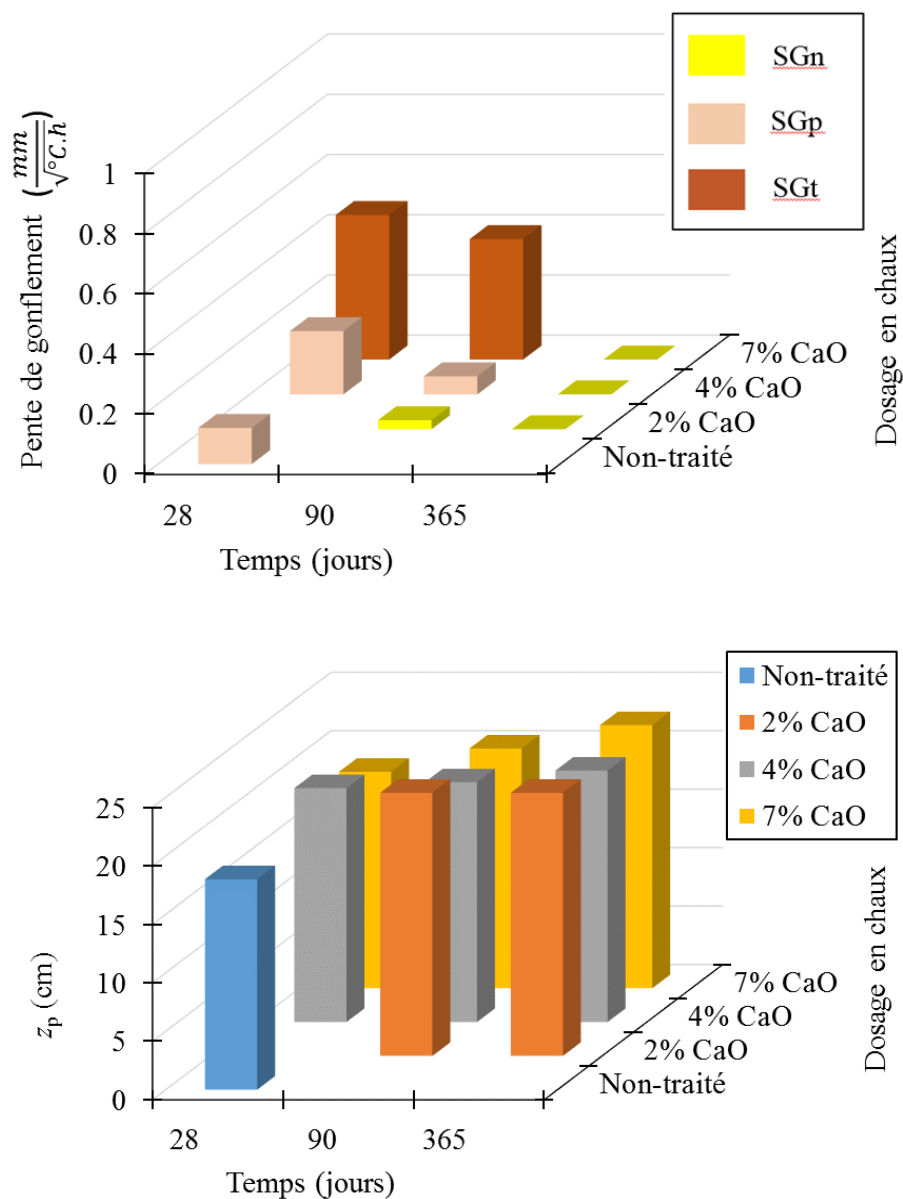 SGn
SGp
SGt
Pente de gonflement (mm/√°C.h)
1
0.8
0.6
0.4
0.2
0
28
90
365
Temps (jours)
Non-traité
2% CaO
4% CaO
7% CaO
Dosage en chaux
Non-traité
2% CaO
4% CaO
7% CaO
zp (cm)
25
20
15
10
5
0
28
90
365
Temps (jours)
Non-traité
2% CaO
4% CaO
7% CaO
Dosage en chaux